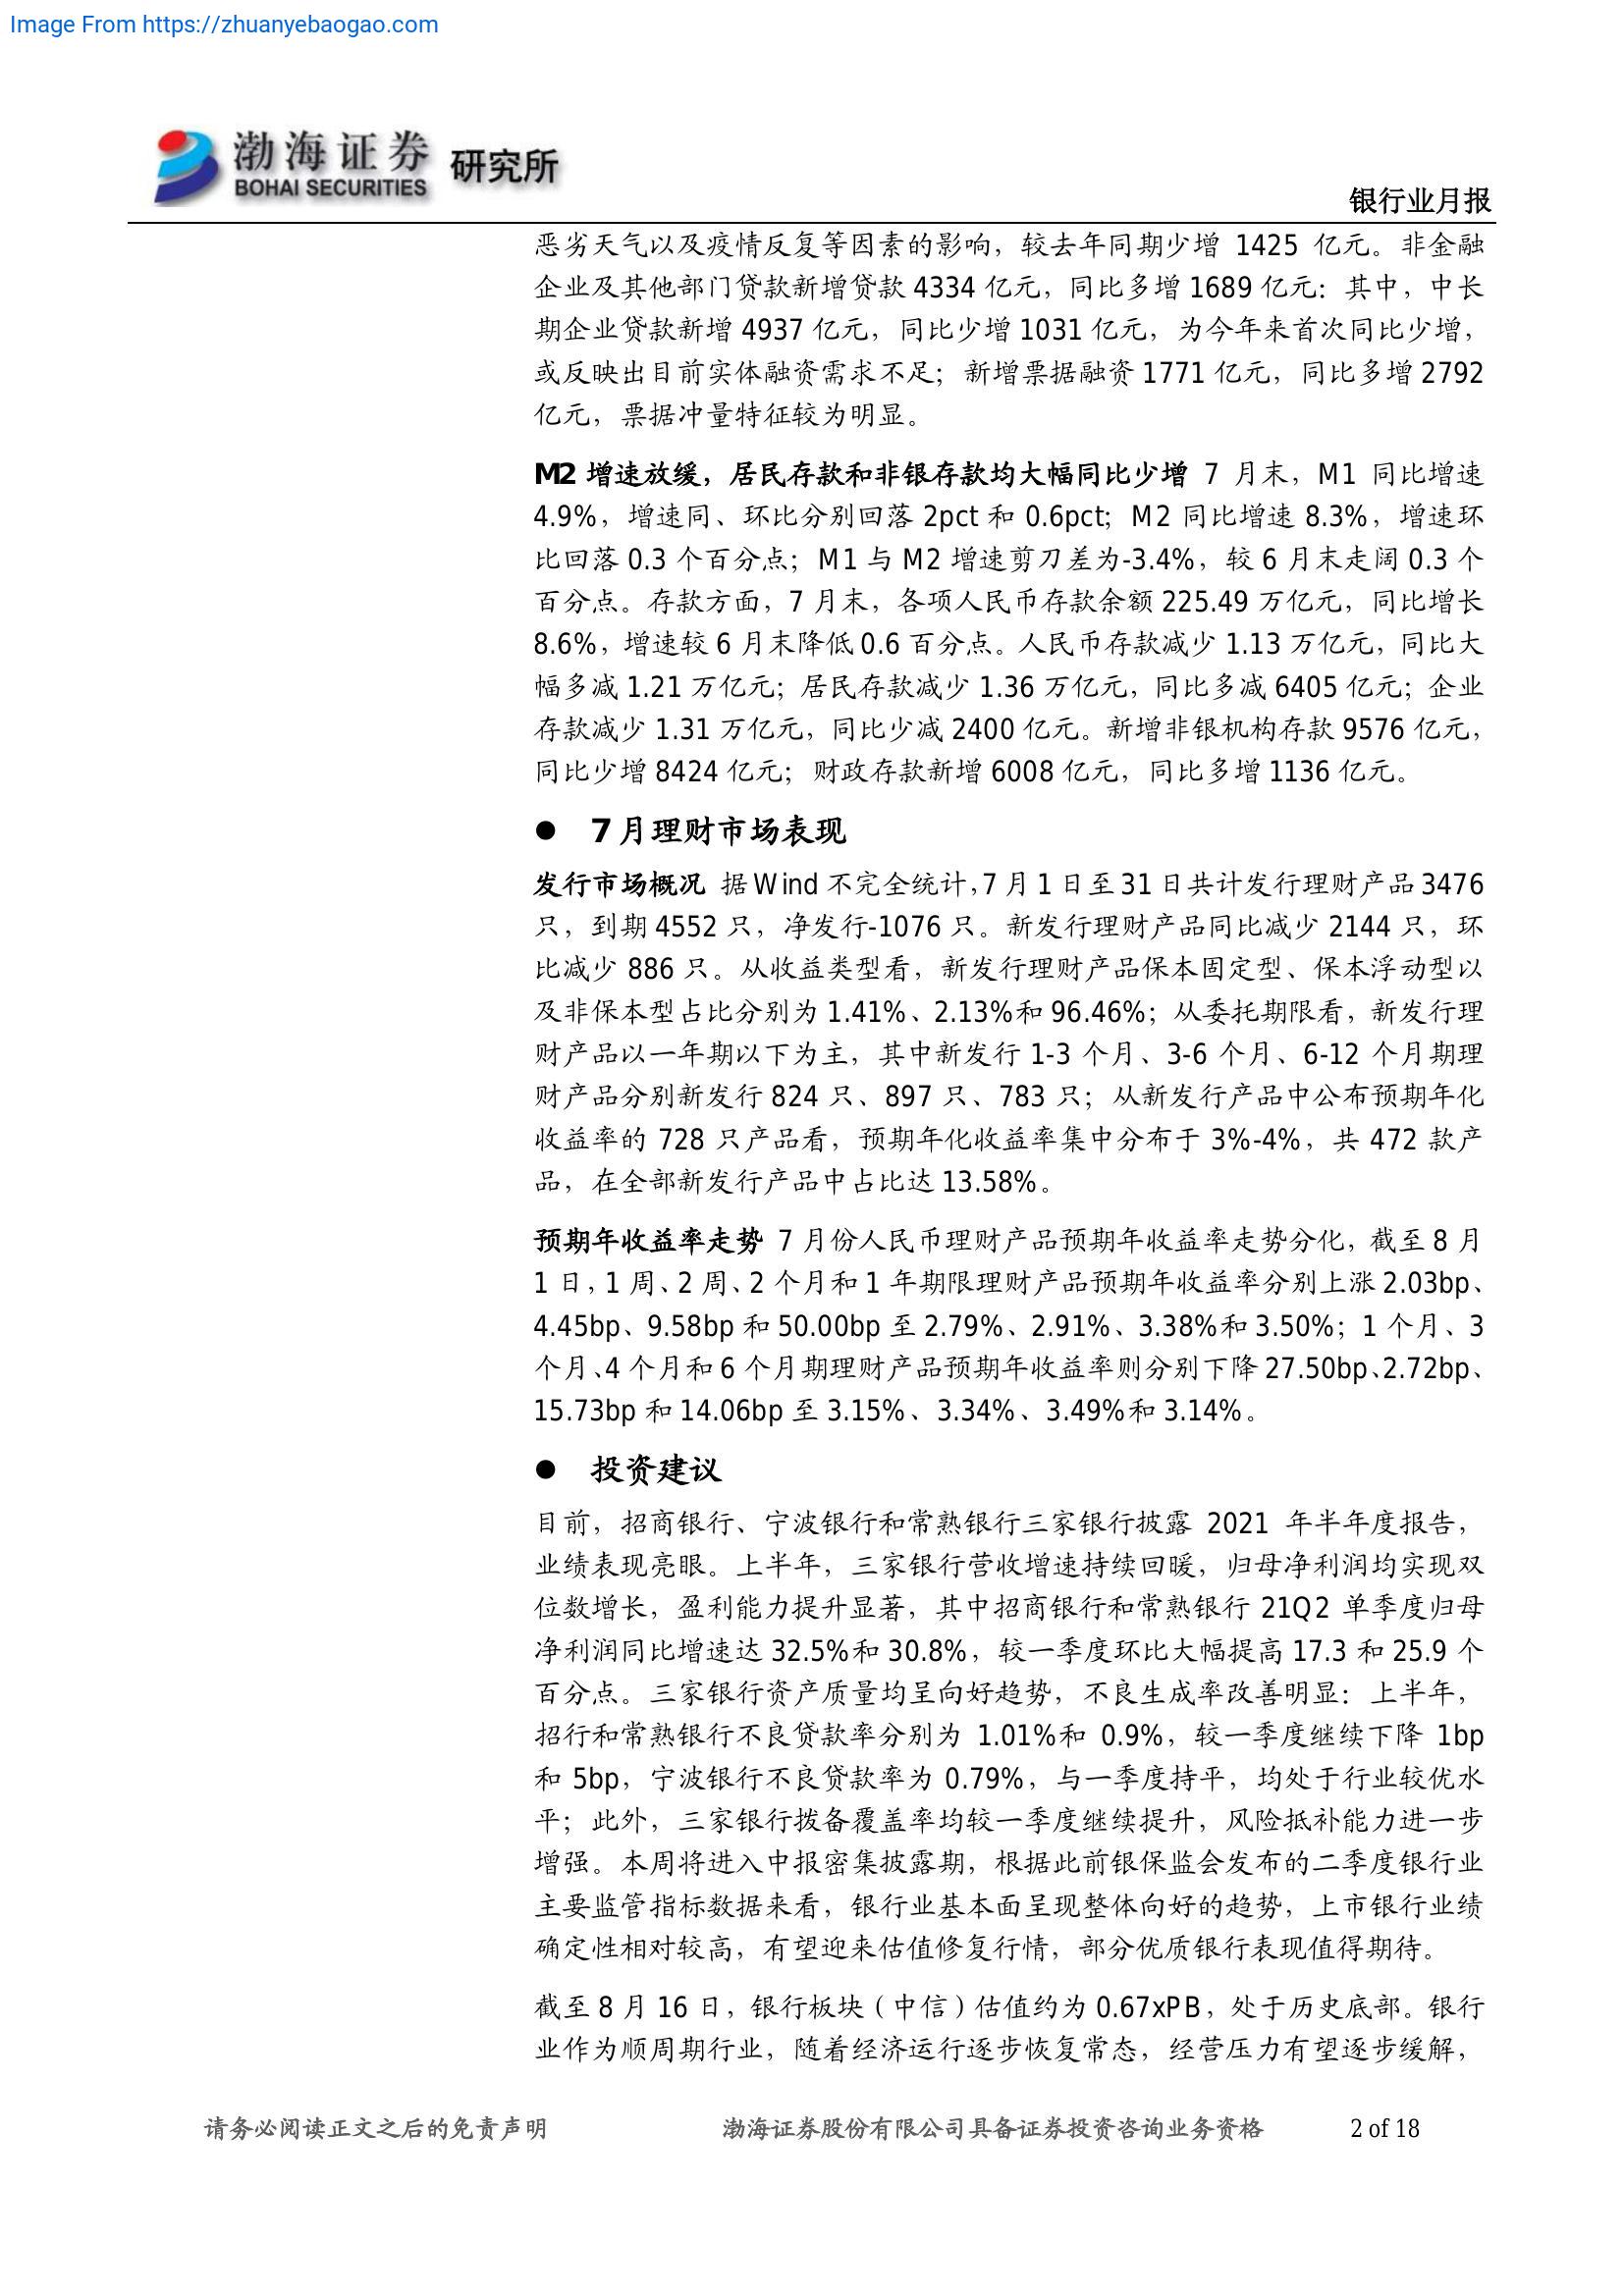 Image From https://zhuanyebaogao.com
渤海证券 研究所
BOHAI SECURITIES
银行业月报
恶劣天气以及疫情反复等因素的影响，较去年同期少增 1425 亿元。非金融
企业及其他部门贷款新增贷款 4334 亿元，同比多增 1689 亿元：其中，中长
期企业贷款新增 4937 亿元，同比少增 1031 亿元，为今年来首次同比少增，
或反映出目前实体融资需求不足；新增票据融资 1771 亿元，同比多增 2792
亿元，票据冲量特征较为明显。
M2 增速放缓，居民存款和非银存款均大幅同比少增 7 月末，M1 同比增速
4.9%，增速同、环比分别回落 2pct 和 0.6pct；M2 同比增速 8.3%，增速环
比回落 0.3 个百分点；M1 与 M2 增速剪刀差为-3.4%，较 6 月末走阔 0.3 个
百分点。存款方面，7 月末，各项人民币存款余额 225.49 万亿元，同比增长
8.6%，增速较 6 月末降低 0.6 百分点。人民币存款减少 1.13 万亿元，同比大
幅多减 1.21 万亿元；居民存款减少 1.36 万亿元，同比多减 6405 亿元；企业
存款减少 1.31 万亿元，同比少减 2400 亿元。新增非银机构存款 9576 亿元，
同比少增 8424 亿元；财政存款新增 6008 亿元，同比多增 1136 亿元。
● 7 月理财市场表现
发行市场概况 据 Wind 不完全统计，7 月 1 日至 31 日共计发行理财产品 3476
只，到期 4552 只，净发行-1076 只。新发行理财产品同比减少 2144 只，环
比减少 886 只。从收益类型看，新发行理财产品保本固定型、保本浮动型以
及非保本型占比分别为 1.41%、2.13%和 96.46%；从委托期限看，新发行理
财产品以一年期以下为主，其中新发行 1-3 个月、3-6 个月、6-12 个月期理
财产品分别新发行 824 只、897 只、783 只；从新发行产品中公布预期年化
收益率的 728 只产品看，预期年化收益率集中分布于 3%-4%，共 472 款产
品，在全部新发行产品中占比达 13.58%。
预期年收益率走势 7 月份人民币理财产品预期年收益率走势分化，截至 8 月
1 日，1 周、2 周、2 个月和 1 年期限理财产品预期年收益率分别上涨 2.03bp、
4.45bp、9.58bp 和 50.00bp 至 2.79%、2.91%、3.38%和 3.50%；1 个月、3
个月、4 个月和 6 个月期理财产品预期年收益率则分别下降 27.50bp、2.72bp、
15.73bp 和 14.06bp 至 3.15%、3.34%、3.49%和 3.14%。
● 投资建议
目前，招商银行、宁波银行和常熟银行三家银行披露 2021 年半年度报告，
业绩表现亮眼。上半年，三家银行营收增速持续回暖，归母净利润均实现双
位数增长，盈利能力提升显著，其中招商银行和常熟银行 21Q2 单季度归母
净利润同比增速达 32.5%和 30.8%，较一季度环比大幅提高 17.3 和 25.9 个
百分点。三家银行资产质量均呈向好趋势，不良生成率改善明显：上半年，
招行和常熟银行不良贷款率分别为 1.01%和 0.9%，较一季度继续下降 1bp
和 5bp，宁波银行不良贷款率为 0.79%，与一季度持平，均处于行业较优水
平；此外，三家银行拨备覆盖率均较一季度继续提升，风险抵补能力进一步
增强。本周将进入中报密集披露期，根据此前银保监会发布的二季度银行业
主要监管指标数据来看，银行业基本面呈现整体向好的趋势，上市银行业绩
确定性相对较高，有望迎来估值修复行情，部分优质银行表现值得期待。
截至 8 月 16 日，银行板块（中信）估值约为 0.67xPB，处于历史底部。银行
业作为顺周期行业，随着经济运行逐步恢复常态，经营压力有望逐步缓解，
请务必阅读正文之后的免责声明 渤海证券股份有限公司具备证券投资咨询业务资格 2 of 18